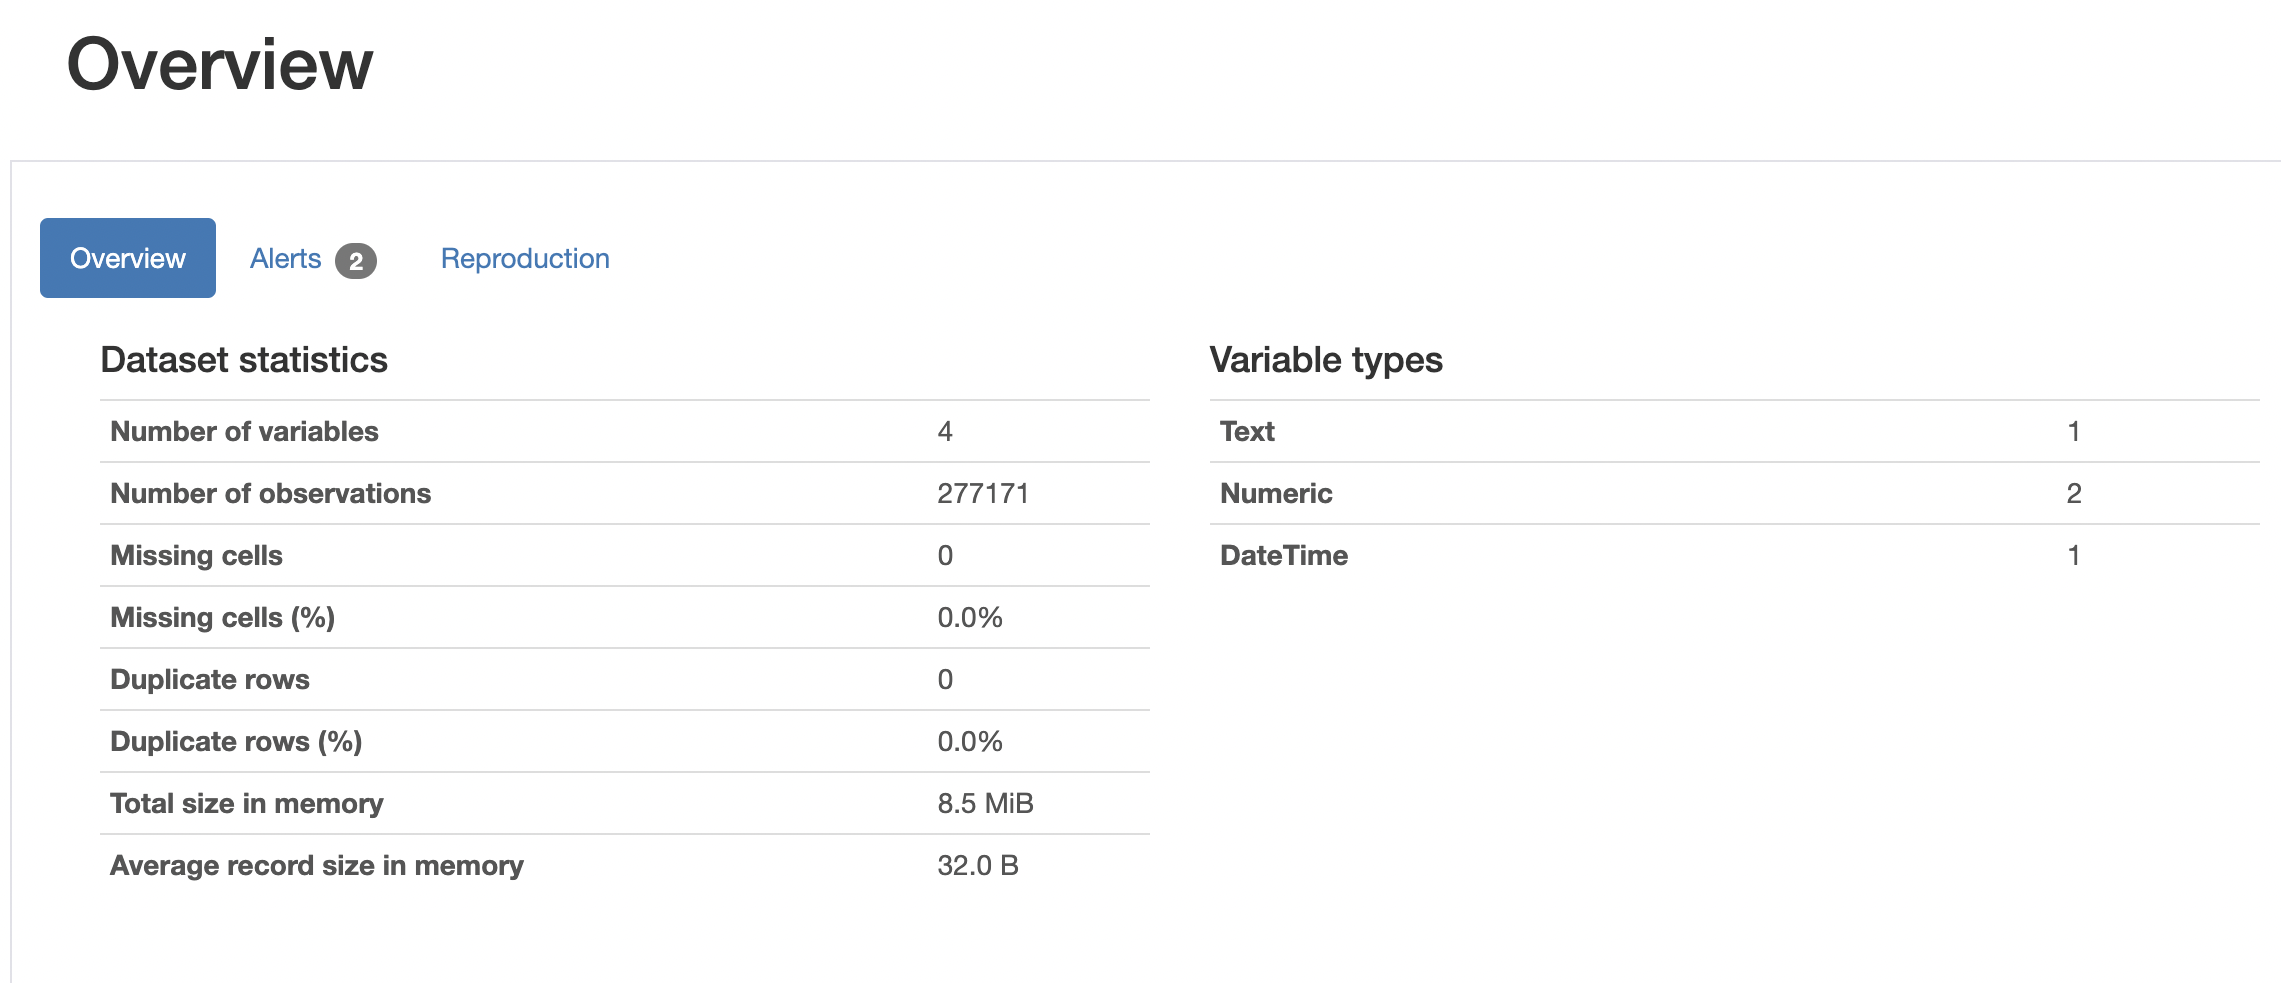 Overview
Overview Alerts 2 Reproduction
Dataset statistics
Number of variables 4
Number of observations 277171
Missing cells 0
Missing cells (%) 0.0%
Duplicate rows 0
Duplicate rows (%) 0.0%
Total size in memory 8.5 MiB
Average record size in memory 32.0 B
Variable types
Text 1
Numeric 2
DateTime 1